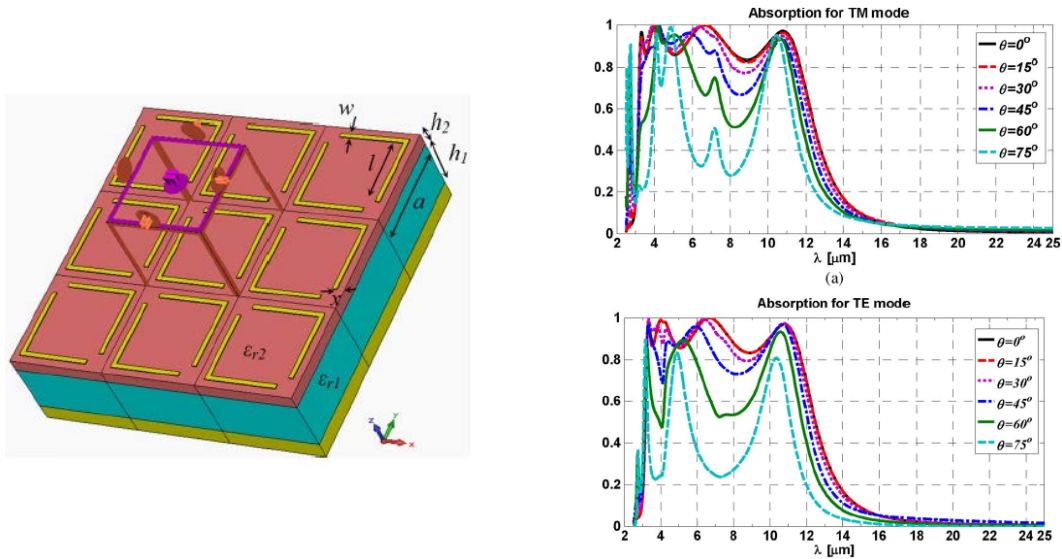 w
h2
h1
l
a
x
εr2
εr1
z
Y
x
Absorption for TM mode
1
0.8
0.6
0.4
0.2
0
θ=0°
θ=15°
θ=30°
θ=45°
θ=60°
θ=75°
2 4 6 8 10 12 14 16 18 20 22 24 25
λ [μm]
(a)
Absorption for TE mode
1
0.8
0.6
0.4
0.2
0
θ=0°
θ=15°
θ=30°
θ=45°
θ=60°
θ=75°
2 4 6 8 10 12 14 16 18 20 22 24 25
λ [μm]